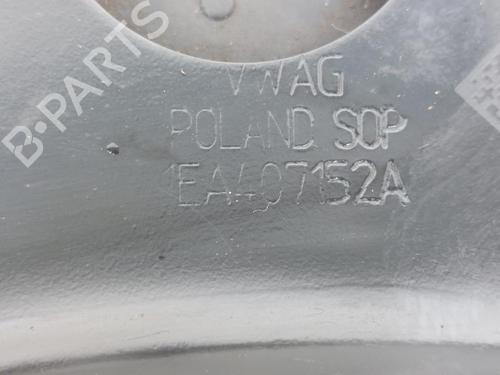 B-PARTS
VWAG
POLAND SOP
1EA407152A